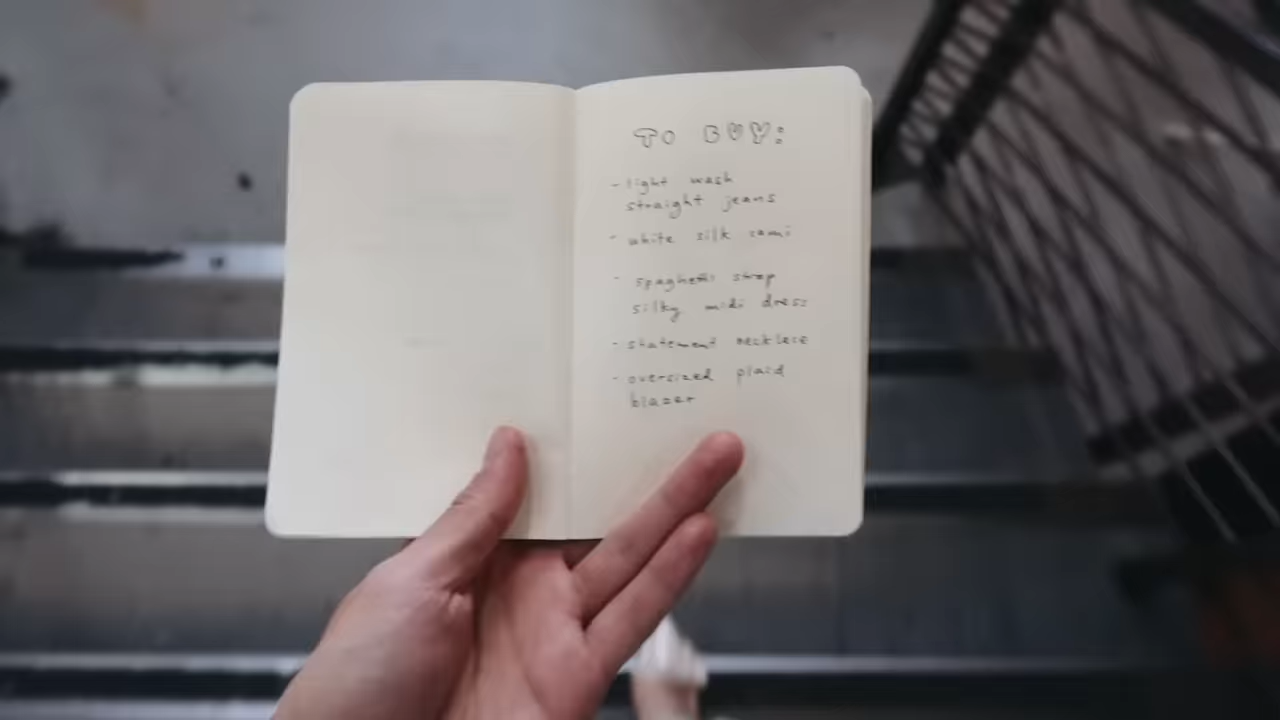 TO BUY:
- light wash
straight jeans
- white silk cami
- spaghetti strap
silky midi dress
- statement necklace
- oversized plaid
blazer